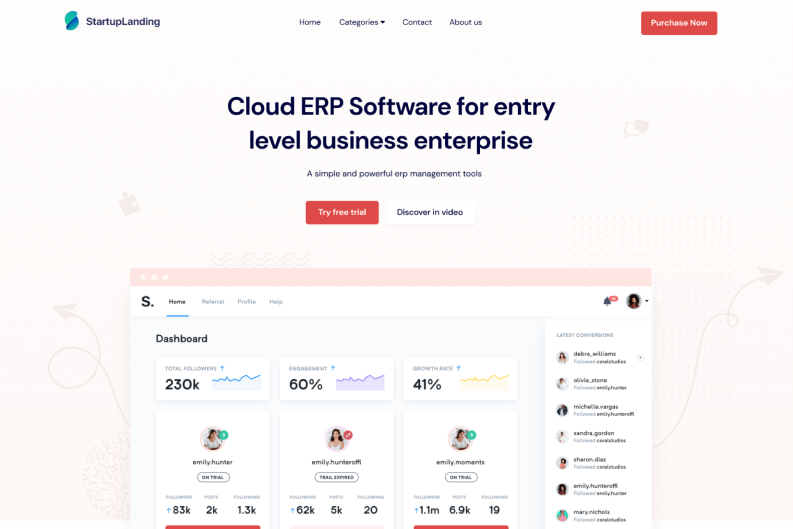 StartupLanding
Home Categories Contact About us
Purchase Now
Cloud ERP Software for entry
level business enterprise
A simple and powerful erp management tools
Try free trial
Discover in video
S.
Home Referral Profile Help
Dashboard
TOTAL FOLLOWERS ↑
230k
ENGAGEMENT ↑
60%
GROWTH RATE ↑
41%
emily.hunter
ON TRIAL
FOLLOWERS POSTS FOLLOWING
↑83k 2k 1.3k
emily.hunteroffl
TRAIL EXPIRED
FOLLOWERS POSTS FOLLOWING
↑62k 5k 20
emily.moments
ON TRIAL
FOLLOWERS POSTS FOLLOWING
↑1.1m 6.9k 19
LATEST CONVERSIONS
debra_williams
Followed coralstudios
olivia_stone
Followed emily.hunter
michelle.vargas
Followed emily.hunteroffl
sandra.gordon
Followed coralstudios
sharon.diaz
Followed coralstudios
emily.hunteroffl
Followed emily.hunter
mary.nichols
Followed coralstudios